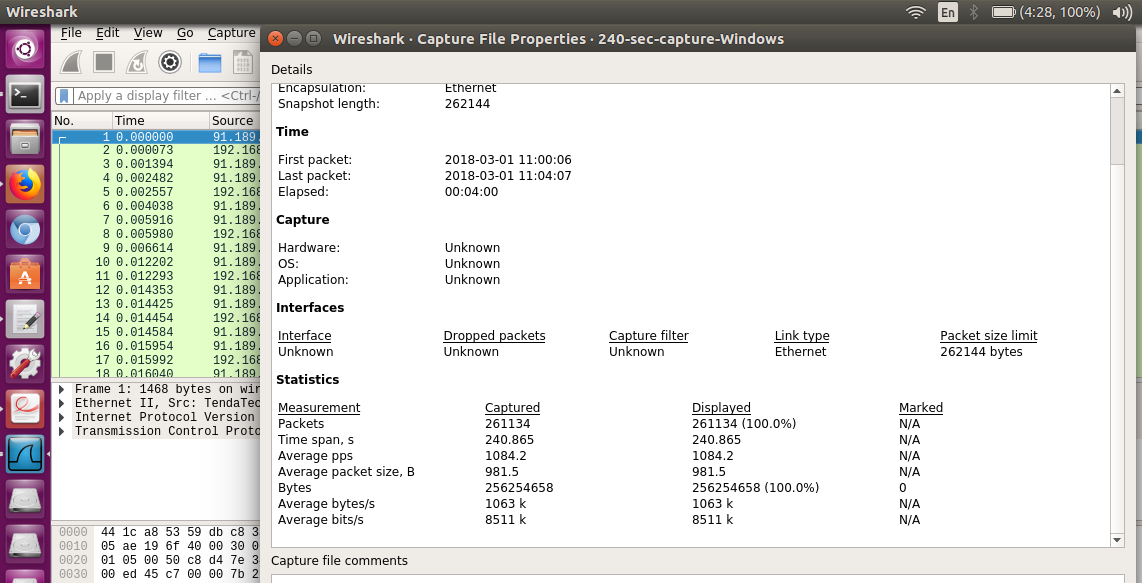 Wireshark
En
(4:28, 100%)
File Edit View Go Capture
Wireshark · Capture File Properties · 240-sec-capture-Windows
Apply a display filter ... <Ctrl-/
No. Time Source
1 0.000000 91.189.
2 0.000073 192.168
3 0.001394 91.189.
4 0.002482 91.189.
5 0.002557 192.168
6 0.004038 91.189.
7 0.005916 91.189.
8 0.005980 192.168
9 0.006614 91.189.
10 0.012202 91.189.
11 0.012293 192.168
12 0.014353 91.189.
13 0.014425 91.189.
14 0.014454 192.168
15 0.014584 91.189.
16 0.015954 91.189.
17 0.015992 192.168
18 0.016040 91.189.
Frame 1: 1468 bytes on wir
Ethernet II, Src: TendaTec
Internet Protocol Version
Transmission Control Proto
0000 44 1c a8 53 59 db c8 3
0010 05 ae 19 6f 40 00 30 0
0020 01 05 00 50 c8 d4 7e 3
0030 00 ed 45 c7 00 00 7b 2
Details
Encapsulation: Ethernet
Snapshot length: 262144
Time
First packet: 2018-03-01 11:00:06
Last packet: 2018-03-01 11:04:07
Elapsed: 00:04:00
Capture
Hardware: Unknown
OS: Unknown
Application: Unknown
Interfaces
Interface Dropped packets Capture filter Link type Packet size limit
Unknown Unknown Unknown Ethernet 262144 bytes
Statistics
Measurement Captured Displayed Marked
Packets 261134 261134 (100.0%) N/A
Time span, s 240.865 240.865 N/A
Average pps 1084.2 1084.2 N/A
Average packet size, B 981.5 981.5 N/A
Bytes 256254658 256254658 (100.0%) 0
Average bytes/s 1063 k 1063 k N/A
Average bits/s 8511 k 8511 k N/A
Capture file comments